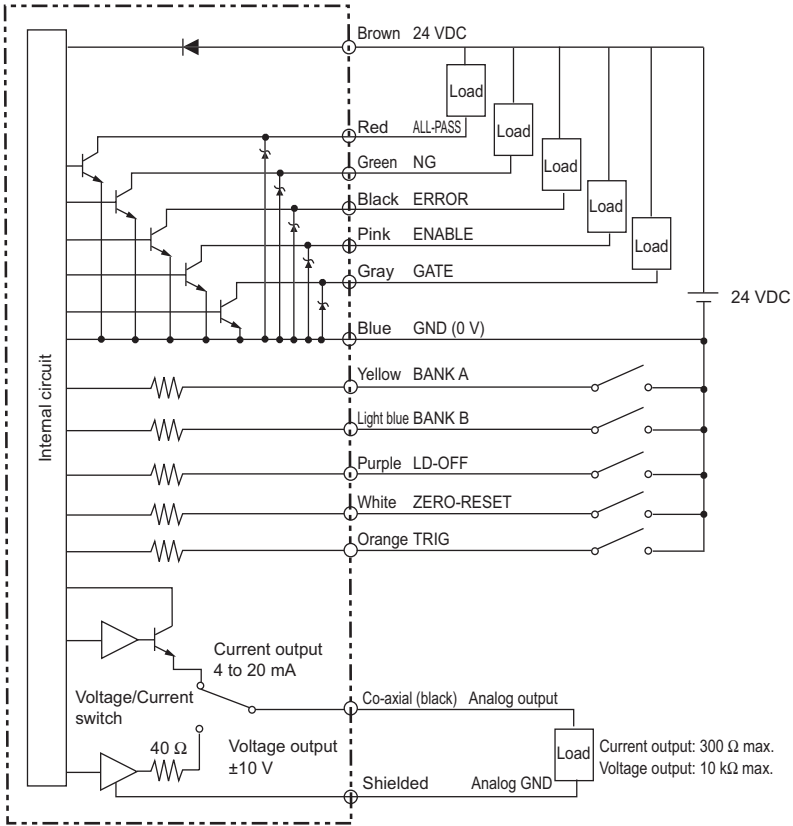 Brown 24 VDC
Load
Red ALL-PASS
Load
Green NG
Load
Black ERROR
Load
Pink ENABLE
Load
Gray GATE
24 VDC
Blue GND (0 V)
Internal circuit
Yellow BANK A
Light blue BANK B
Purple LD-OFF
White ZERO-RESET
Orange TRIG
Current output
4 to 20 mA
Voltage/Current
switch
Co-axial (black) Analog output
40 Ω
Voltage output
±10 V
Load
Current output: 300 Ω max.
Voltage output: 10 kΩ max.
Shielded Analog GND